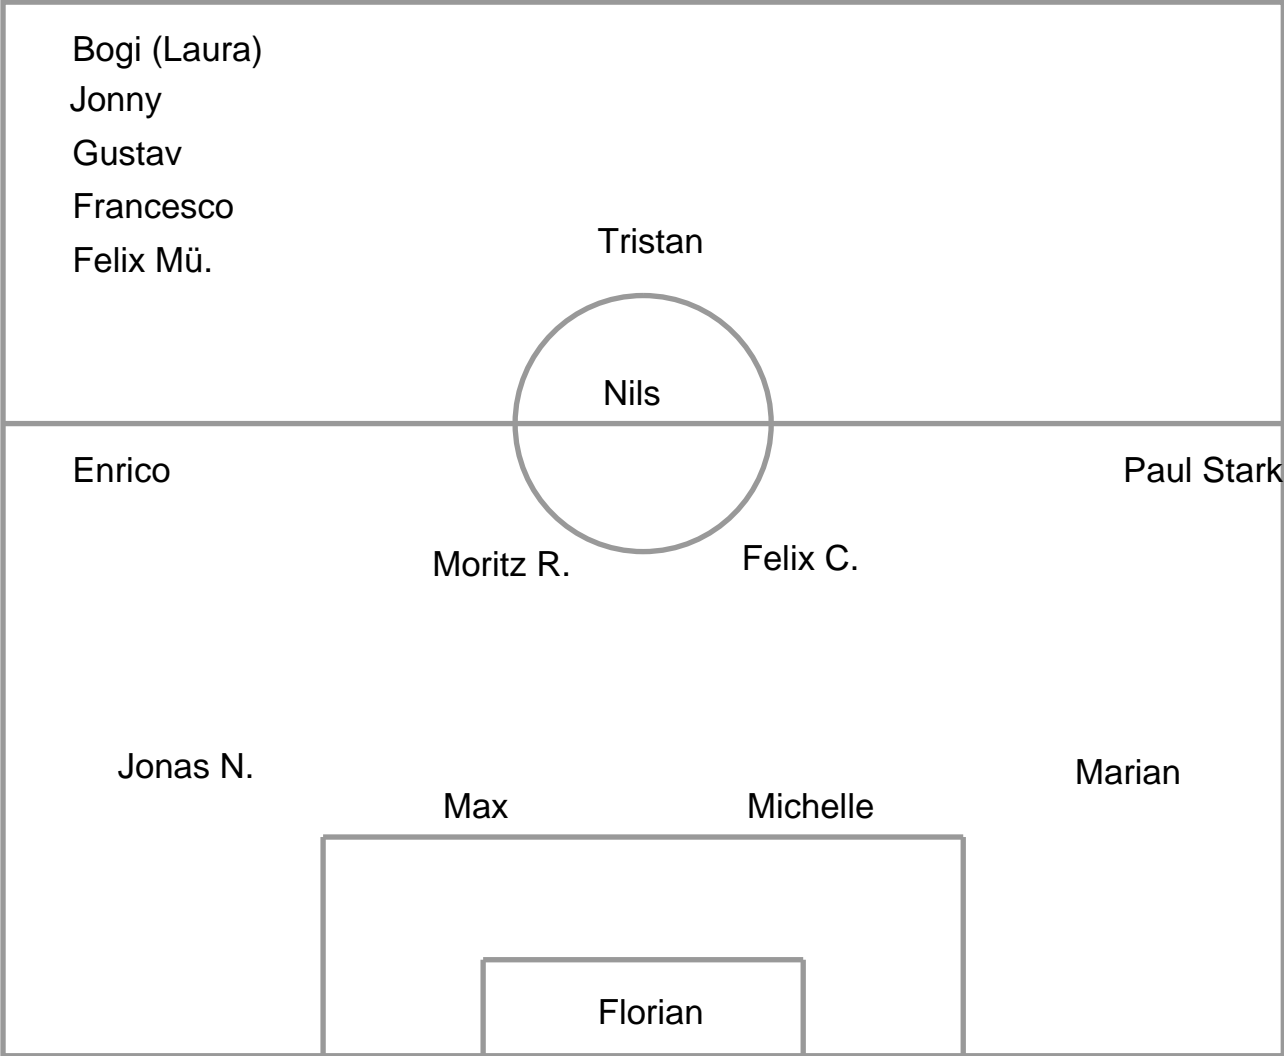 Bogi (Laura)
Jonny
Gustav
Francesco
Felix Mü.
Tristan
Nils
Enrico
Paul Stark
Moritz R.
Felix C.
Jonas N.
Marian
Max
Michelle
Florian